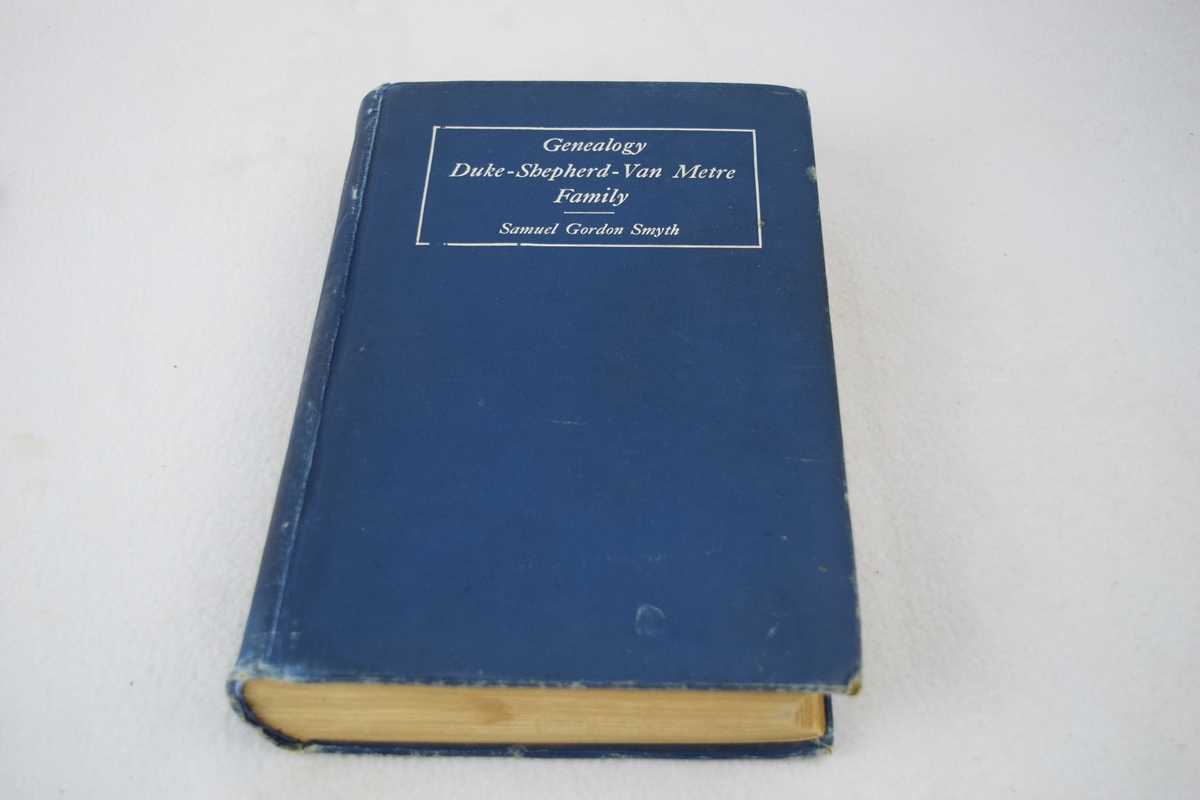 Genealogy
Duke-Shepherd-Van Metre
Family
Samuel Gordon Smyth